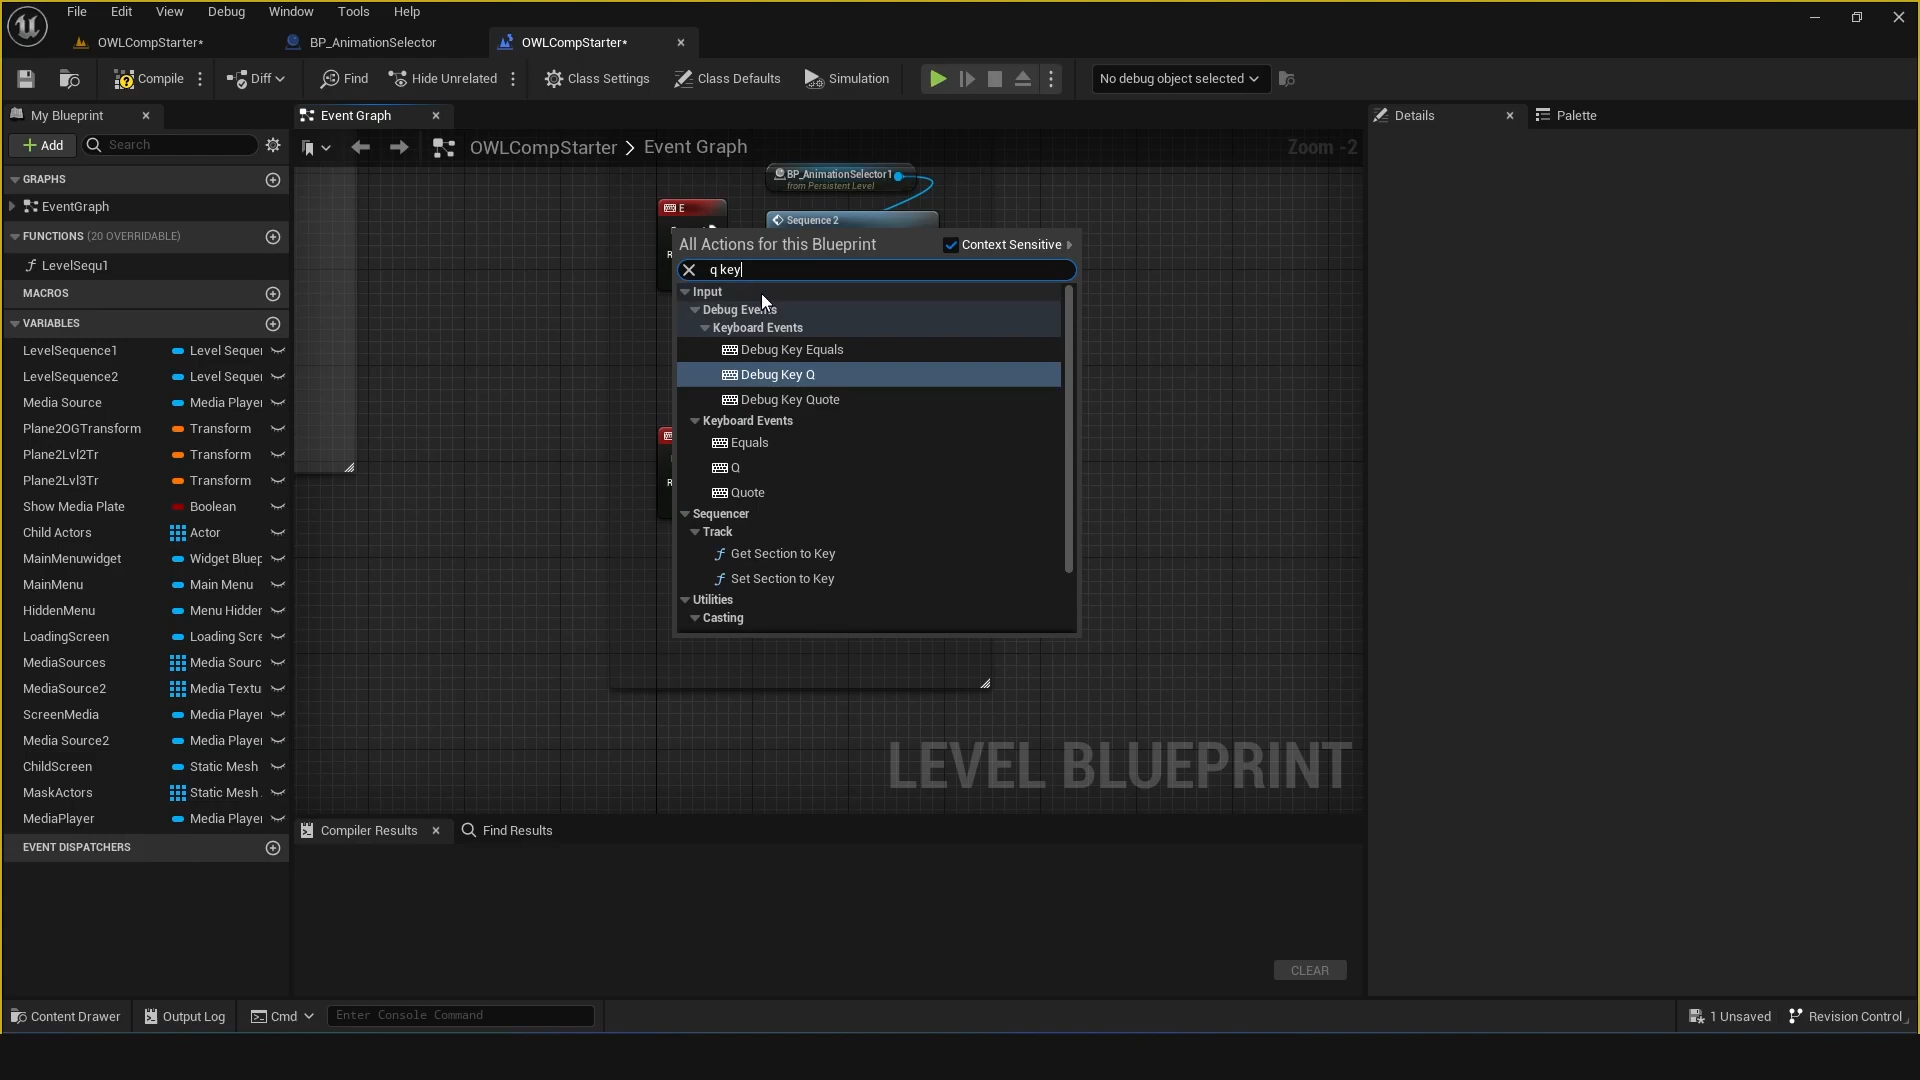 File Edit View Debug Window Tools Help
OWLCompStarter* BP_AnimationSelector OWLCompStarter*
Compile Diff Find Hide Unrelated Class Settings Class Defaults Simulation No debug object selected
My Blueprint Event Graph Details Palette
Add Search OWLCompStarter > Event Graph Zoom -2
GRAPHS
EventGraph
FUNCTIONS (20 OVERRIDABLE)
LevelSequ1
MACROS
VARIABLES
LevelSequence1 Level Sequer
LevelSequence2 Level Sequer
Media Source Media Player
Plane2OGTransform Transform
Plane2Lvl2Tr Transform
Plane2Lvl3Tr Transform
Show Media Plate Boolean
Child Actors Actor
MainMenuwidget Widget Bluep
MainMenu Main Menu
HiddenMenu Menu Hidden
LoadingScreen Loading Scre
MediaSources Media Sourc
MediaSource2 Media Textu
ScreenMedia Media Player
Media Source2 Media Player
ChildScreen Static Mesh
MaskActors Static Mesh
MediaPlayer Media Player
EVENT DISPATCHERS
BP_AnimationSelector1
from Persistent Level
E
Sequence 2
R
R
All Actions for this Blueprint Context Sensitive
q key
Input
Debug Events
Keyboard Events
Debug Key Equals
Debug Key Q
Debug Key Quote
Keyboard Events
Equals
Q
Quote
Sequencer
Track
Get Section to Key
Set Section to Key
Utilities
Casting
LEVEL BLUEPRINT
Compiler Results Find Results
CLEAR
Content Drawer Output Log Cmd Enter Console Command 1 Unsaved Revision Control